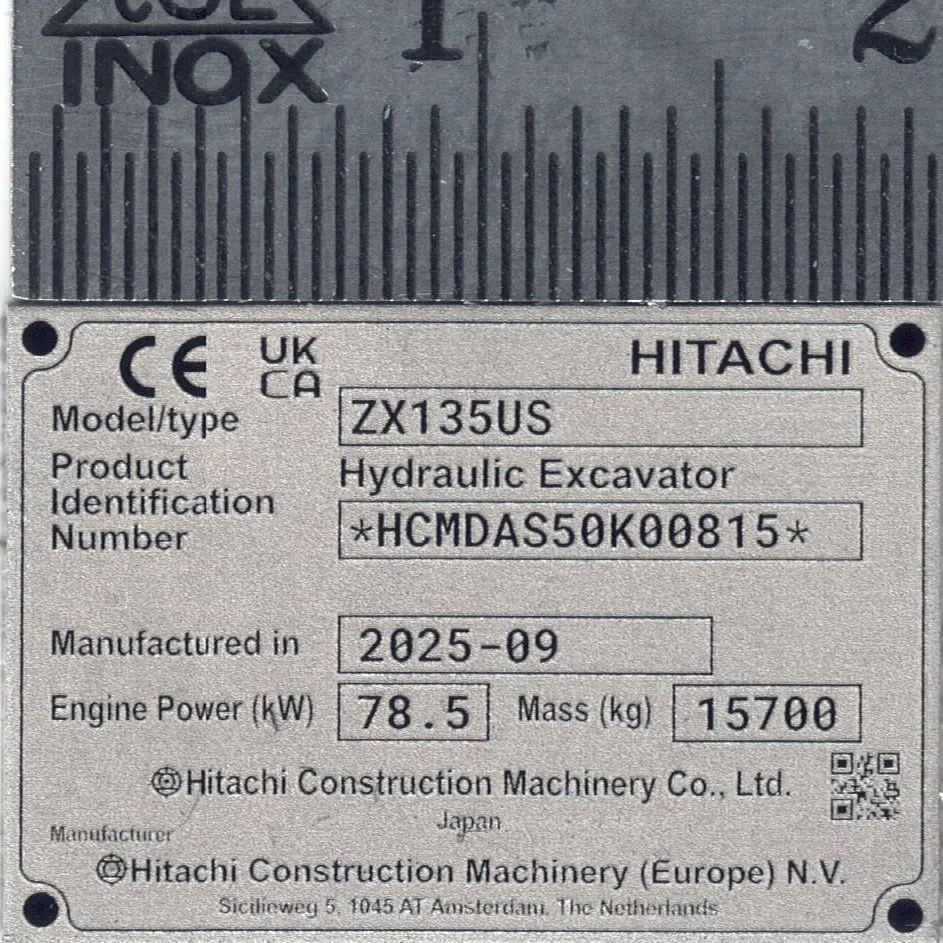 INOX
1 2
CE UK CA HITACHI
Model/type ZX135US
Product Identification Number Hydraulic Excavator
*HCMDAS50K00815*
Manufactured in 2025-09
Engine Power (kW) 78.5 Mass (kg) 15700
Hitachi Construction Machinery Co., Ltd.
Japan
Manufacturer
Hitachi Construction Machinery (Europe) N.V.
Sicilieweg 5, 1045 AT Amsterdam, The Netherlands